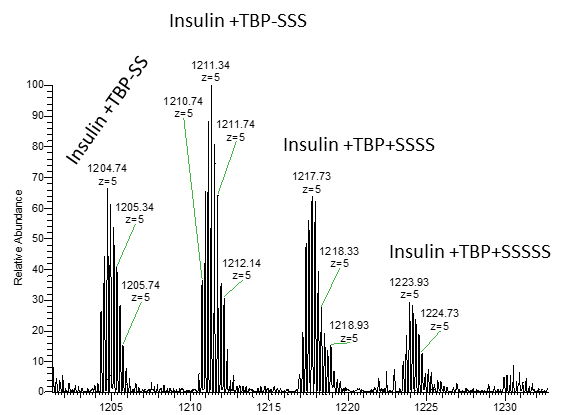 Insulin +TBP-SSS
Insulin +TBP-SS
Insulin +TBP+SSSS
Insulin +TBP+SSSSS
1211.34
z=5
1210.74
z=5
1211.74
z=5
1204.74
z=5
1205.34
z=5
1205.74
z=5
1212.14
z=5
1217.73
z=5
1218.33
z=5
1218.93
z=5
1223.93
z=5
1224.73
z=5
Relative Abundance
100
90
80
70
60
50
40
30
20
10
0
1205
1210
1215
1220
1225
1230